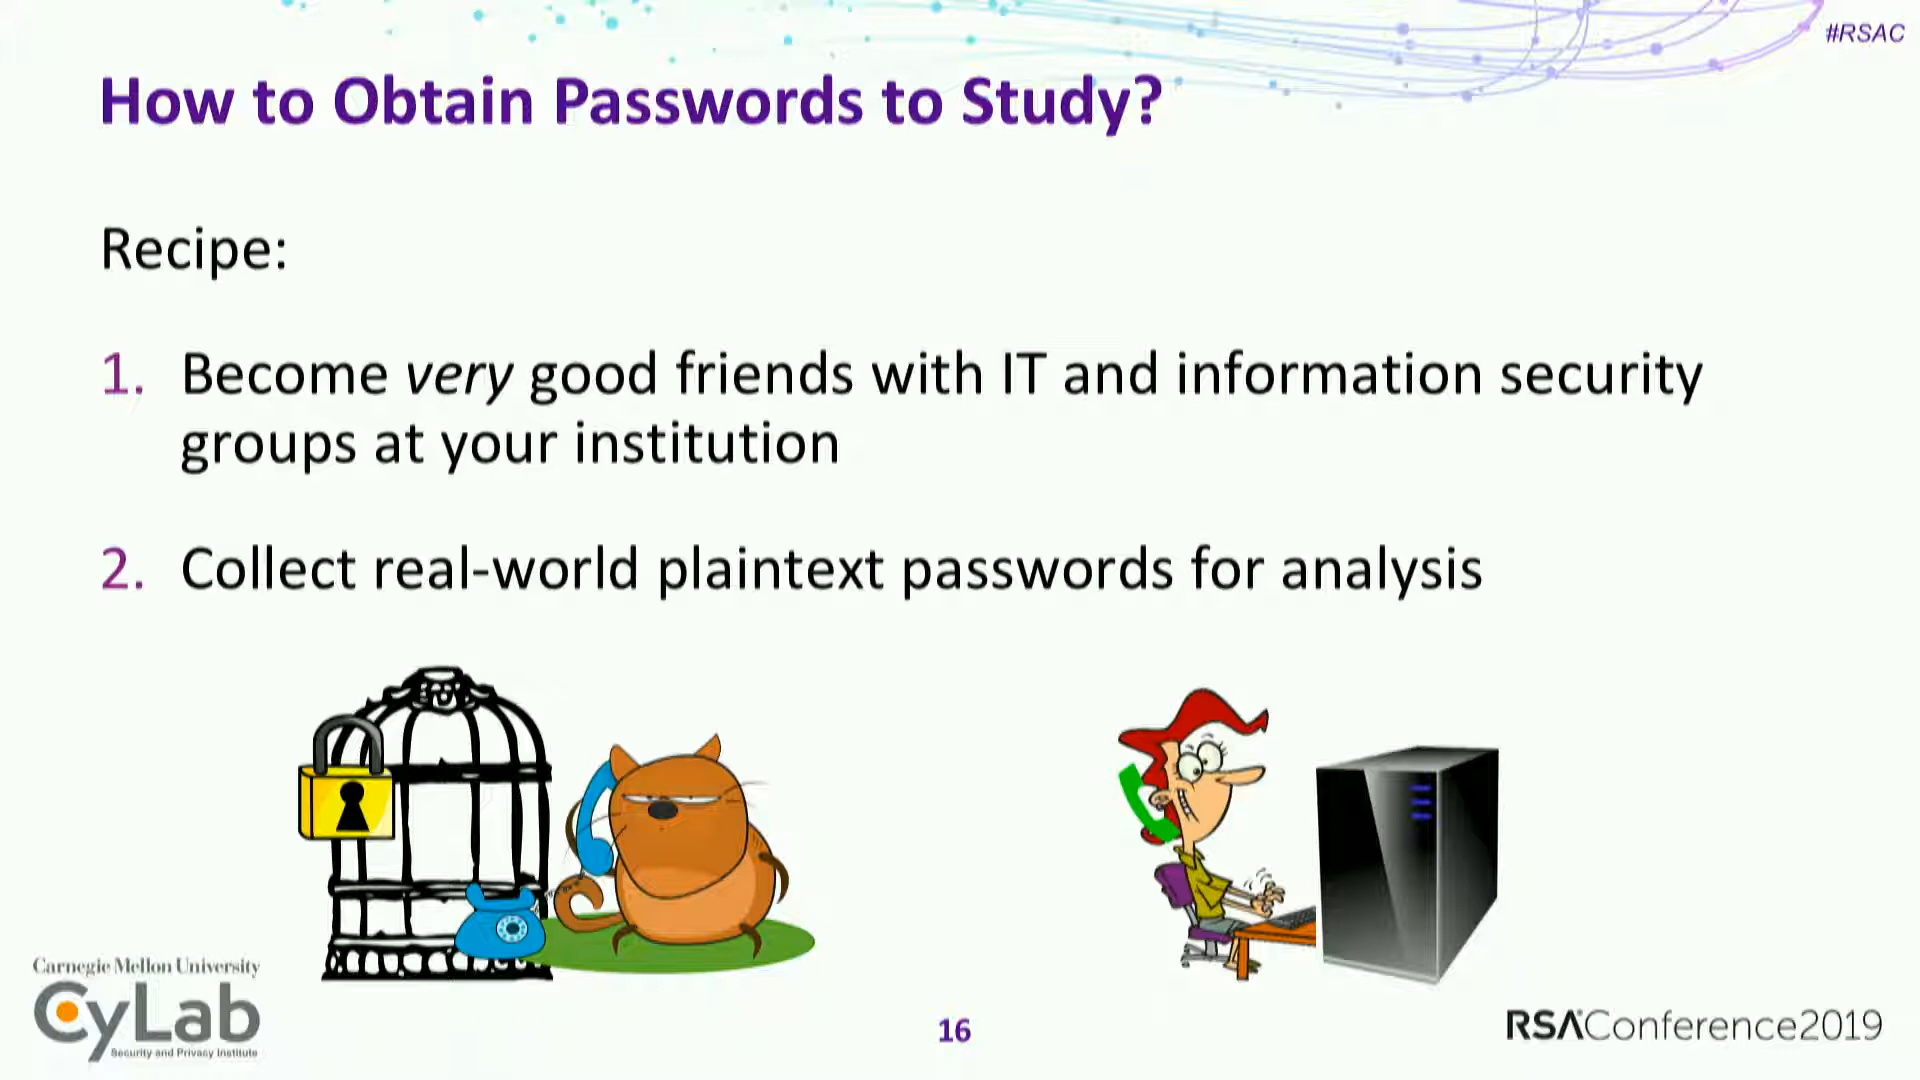 #RSAC
How to Obtain Passwords to Study?
Recipe:
1. Become very good friends with IT and information security
groups at your institution
2. Collect real-world plaintext passwords for analysis
Carnegie Mellon University
CyLab
Security and Privacy Institute
16
RSAConference2019